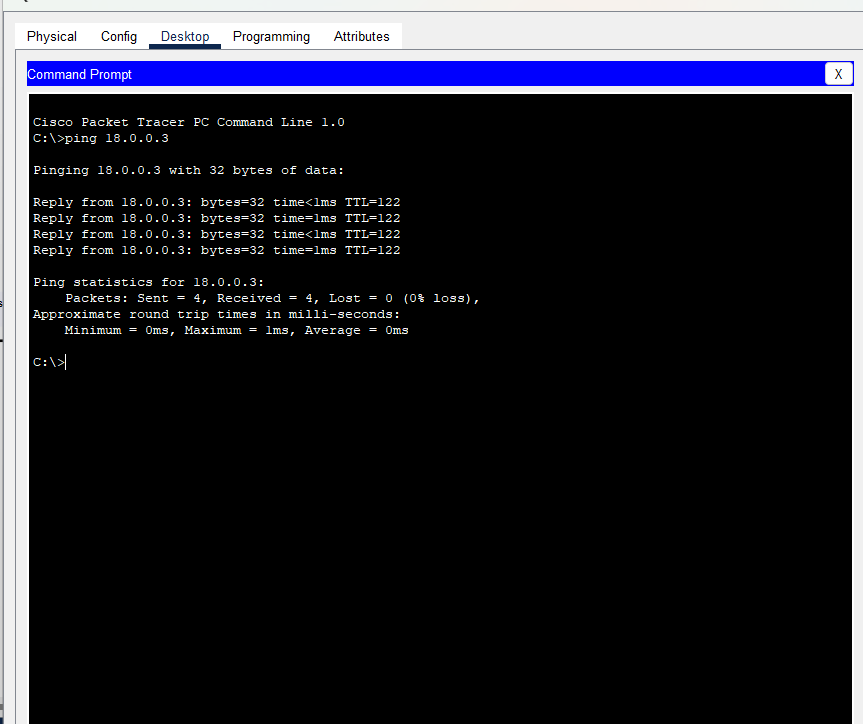 Physical Config Desktop Programming Attributes
Command Prompt X
Cisco Packet Tracer PC Command Line 1.0
C:\>ping 18.0.0.3
Pinging 18.0.0.3 with 32 bytes of data:
Reply from 18.0.0.3: bytes=32 time<1ms TTL=122
Reply from 18.0.0.3: bytes=32 time=1ms TTL=122
Reply from 18.0.0.3: bytes=32 time<1ms TTL=122
Reply from 18.0.0.3: bytes=32 time=1ms TTL=122
Ping statistics for 18.0.0.3:
Packets: Sent = 4, Received = 4, Lost = 0 (0% loss),
Approximate round trip times in milli-seconds:
Minimum = 0ms, Maximum = 1ms, Average = 0ms
C:\>